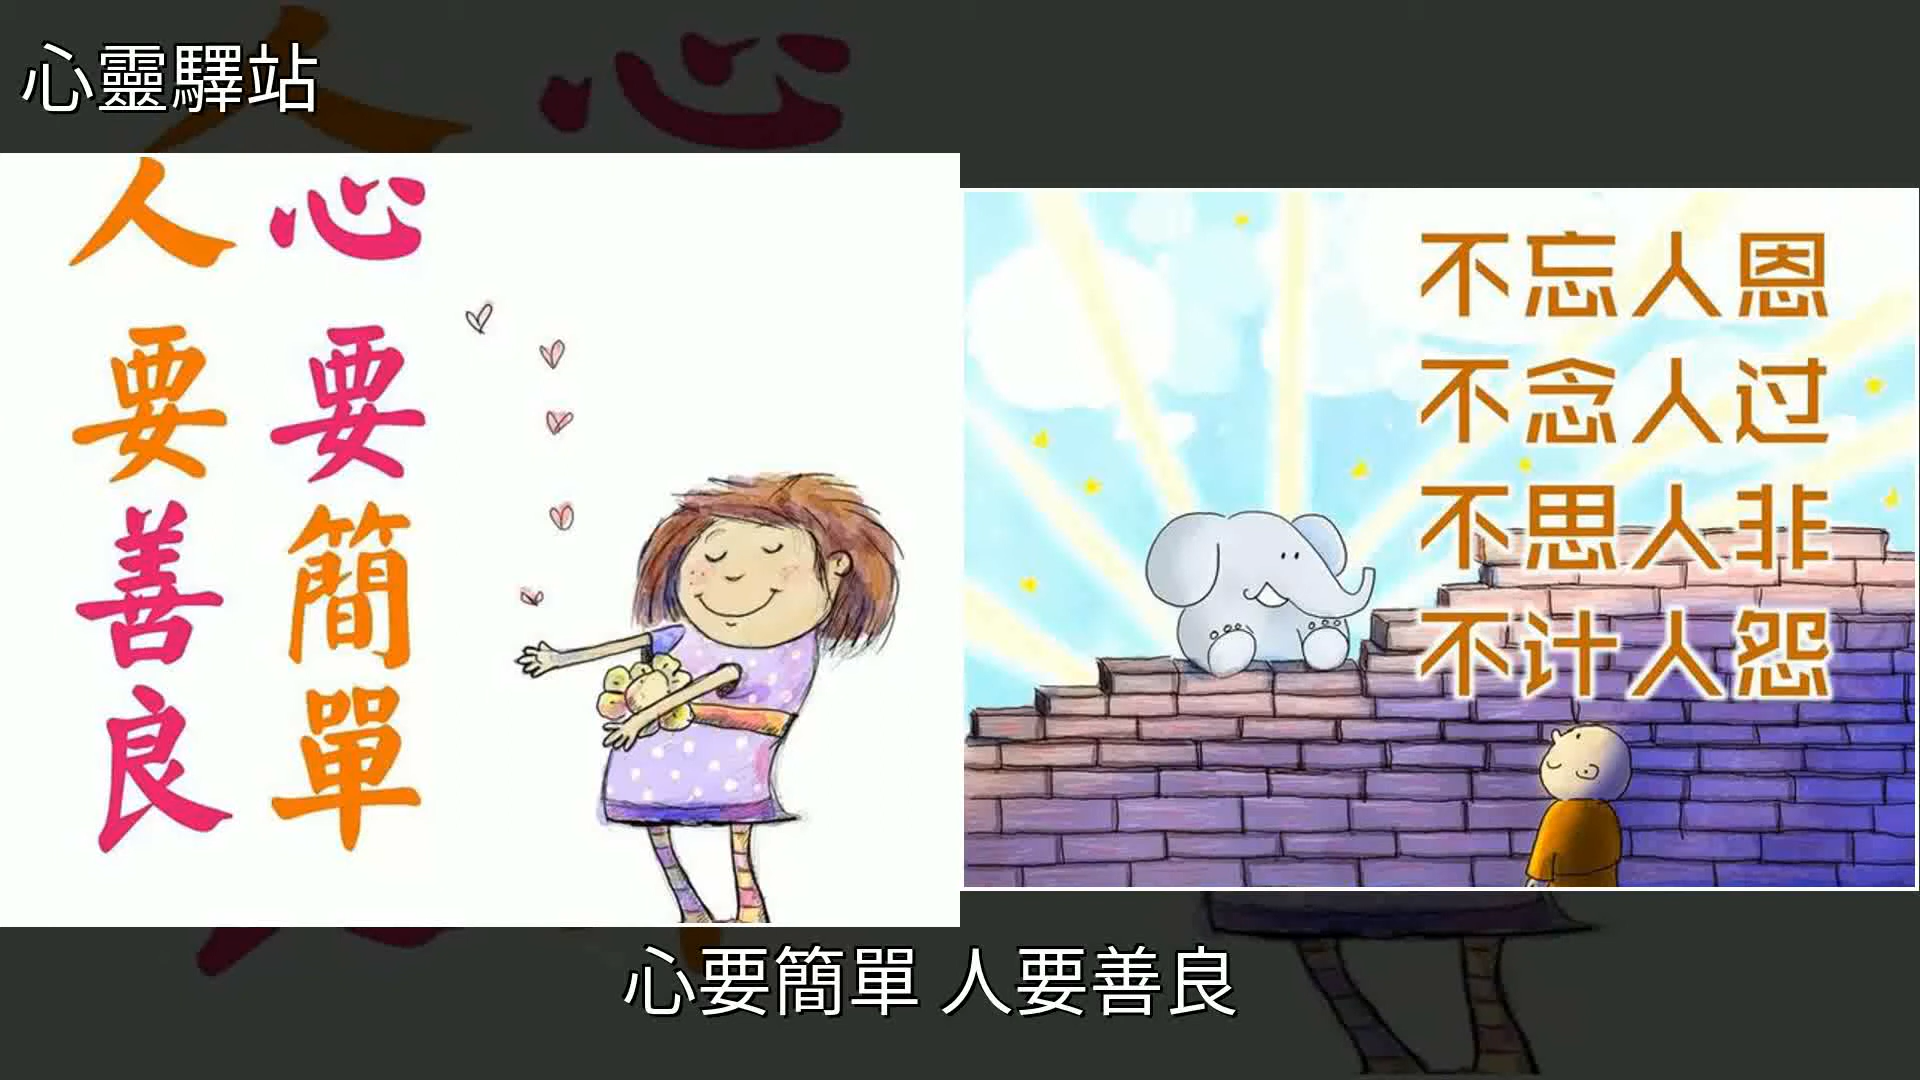 心靈驛站
心要簡單
人要善良
不忘人恩
不念人过
不思人非
不计人怨
心要簡單 人要善良